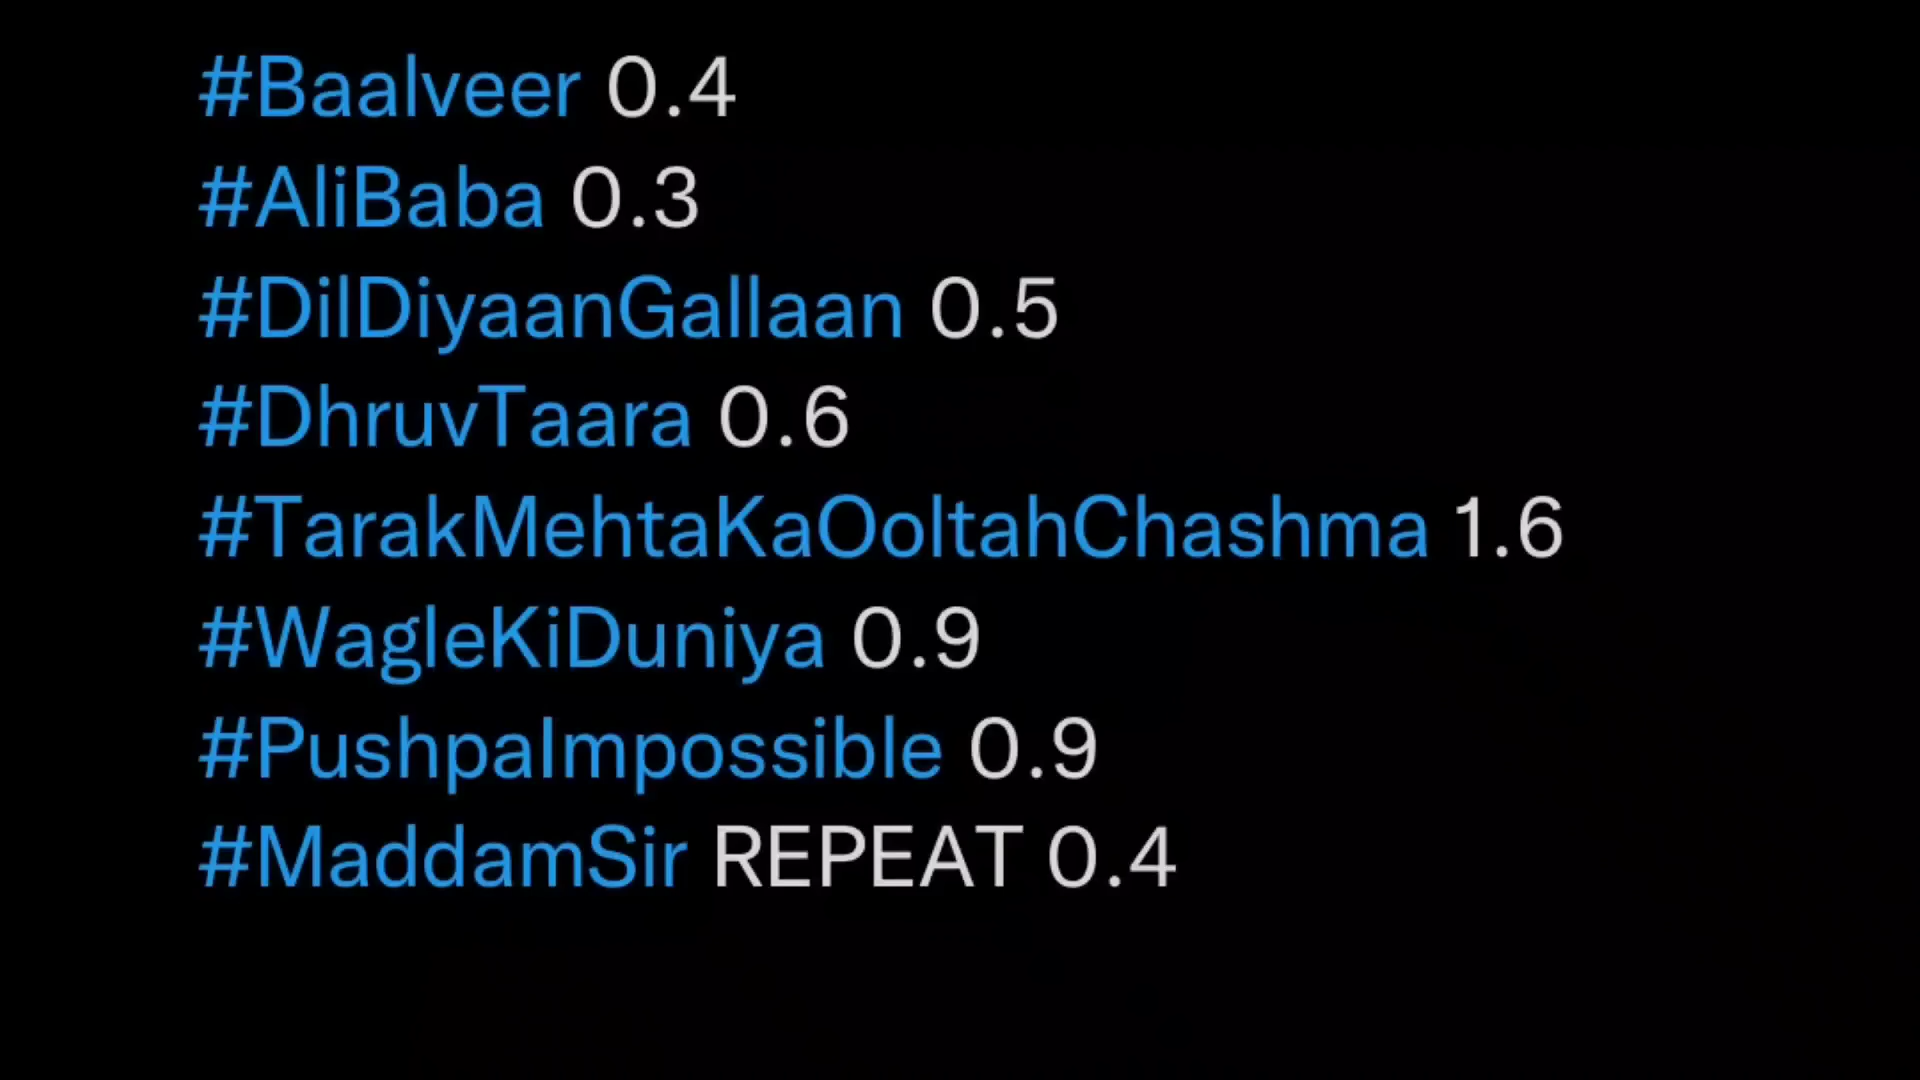 #Baalveer 0.4
#AliBaba 0.3
#DilDiyaanGallaan 0.5
#DhruvTaara 0.6
#TarakMehtaKaOoltahChashma 1.6
#WagleKiDuniya 0.9
#PushpaImpossible 0.9
#MaddamSir REPEAT 0.4